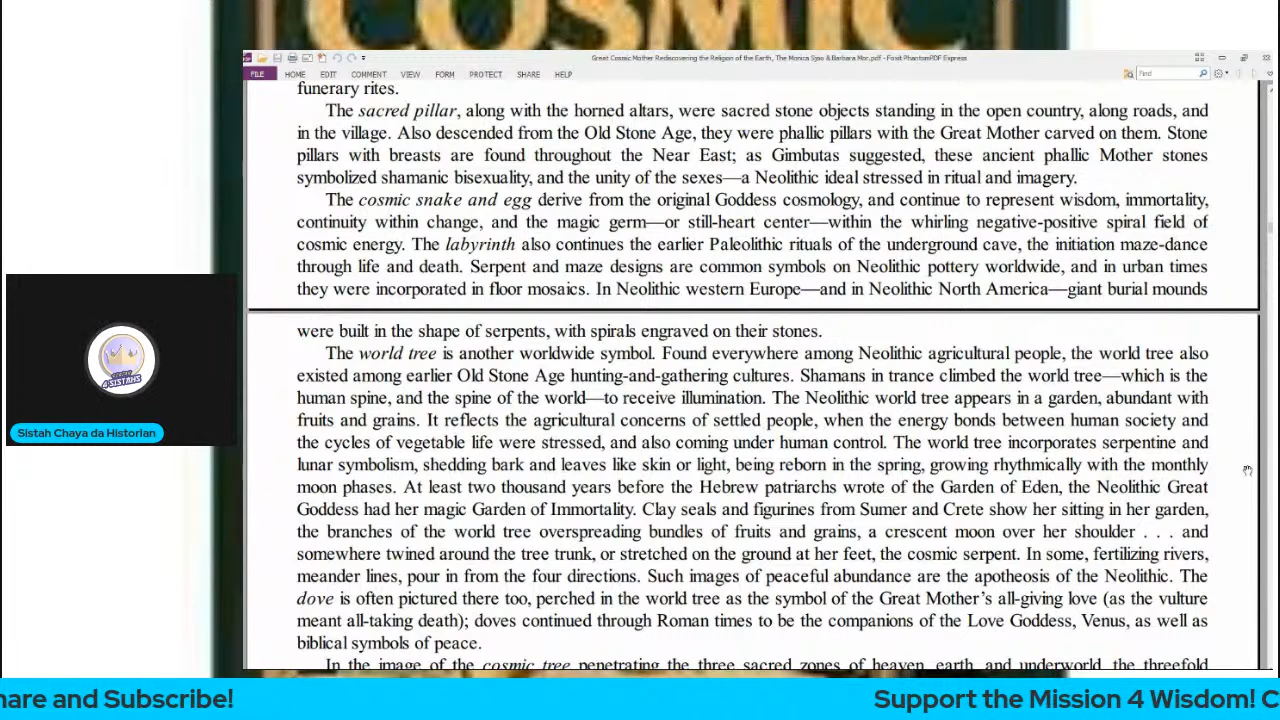 COSMIC
Great Cosmic Mother Rediscovering the Religion of the Earth, The Monica Sjoo & Barbara Mor.pdf - Foxit PhantomPDF Express
FILE HOME EDIT COMMENT VIEW FORM PROTECT SHARE HELP
Find
funerary rites.
The sacred pillar, along with the horned altars, were sacred stone objects standing in the open country, along roads, and
in the village. Also descended from the Old Stone Age, they were phallic pillars with the Great Mother carved on them. Stone
pillars with breasts are found throughout the Near East; as Gimbutas suggested, these ancient phallic Mother stones
symbolized shamanic bisexuality, and the unity of the sexes—a Neolithic ideal stressed in ritual and imagery.
The cosmic snake and egg derive from the original Goddess cosmology, and continue to represent wisdom, immortality,
continuity within change, and the magic germ—or still-heart center—within the whirling negative-positive spiral field of
cosmic energy. The labyrinth also continues the earlier Paleolithic rituals of the underground cave, the initiation maze-dance
through life and death. Serpent and maze designs are common symbols on Neolithic pottery worldwide, and in urban times
they were incorporated in floor mosaics. In Neolithic western Europe—and in Neolithic North America—giant burial mounds
were built in the shape of serpents, with spirals engraved on their stones.
The world tree is another worldwide symbol. Found everywhere among Neolithic agricultural people, the world tree also
existed among earlier Old Stone Age hunting-and-gathering cultures. Shanans in trance climbed the world tree—which is the
human spine, and the spine of the world—to receive illumination. The Neolithic world tree appears in a garden, abundant with
fruits and grains. It reflects the agricultural concerns of settled people, when the energy bonds between human society and
the cycles of vegetable life were stressed, and also coming under human control. The world tree incorporates serpentine and
lunar symbolism, shedding bark and leaves like skin or light, being reborn in the spring, growing rhythmically with the monthly
moon phases. At least two thousand years before the Hebrew patriarchs wrote of the Garden of Eden, the Neolithic Great
Goddess had her magic Garden of Immortality. Clay seals and figurines from Sumer and Crete show her sitting in her garden,
the branches of the world tree overspreading bundles of fruits and grains, a crescent moon over her shoulder . . . and
somewhere twined around the tree trunk, or stretched on the ground at her feet, the cosmic serpent. In some, fertilizing rivers,
meander lines, pour in from the four directions. Such images of peaceful abundance are the apotheosis of the Neolithic. The
dove is often pictured there too, perched in the world tree as the symbol of the Great Mother's all-giving love (as the vulture
meant all-taking death); doves continued through Roman times to be the companions of the Love Goddess, Venus, as well as
biblical symbols of peace.
In the image of the cosmic tree penetrating the three sacred zones of heaven, earth, and underworld, the threefold
4 SISTAHS
Sistah Chaya da Historian
hare and Subscribe!
Support the Mission 4 Wisdom! C